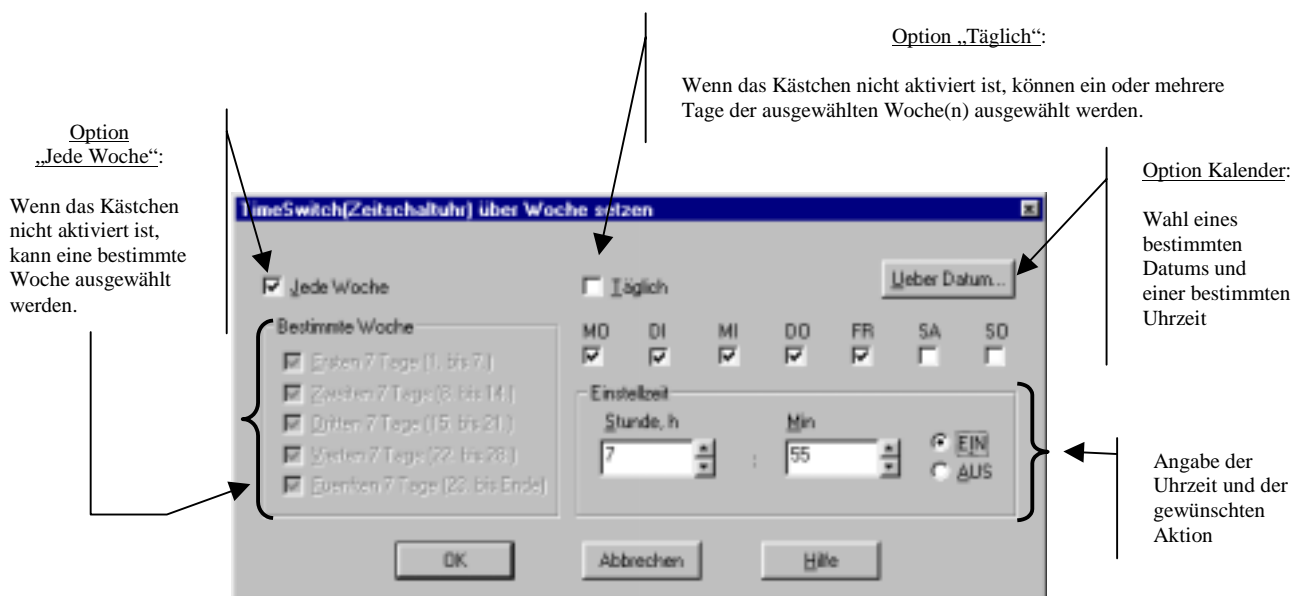 Option „Täglich“:
Wenn das Kästchen nicht aktiviert ist, können ein oder mehrere
Tage der ausgewählten Woche(n) ausgewählt werden.
Option
„Jede Woche“:
Wenn das Kästchen
nicht aktiviert ist,
kann eine bestimmte
Woche ausgewählt
werden.
Option Kalender:
Wahl eines
bestimmten
Datums und
einer bestimmten
Uhrzeit
TimeSwitch(Zeitschaltuhr) über Woche setzen
Jede Woche
Täglich
Ueber Datum...
Bestimmte Woche
Ersten 7 Tage (1. bis 7.)
Zweiten 7 Tage (8. bis 14.)
Dritten 7 Tage (15. bis 21.)
Vierten 7 Tage (22. bis 28.)
Fuenften 7 Tage (22. bis Ende)
MO DI MI DO FR SA SO
Einstellzeit
Stunde, h Min
7 : 55
EIN
AUS
OK Abbrechen Hilfe
Angabe der
Uhrzeit und der
gewünschten
Aktion